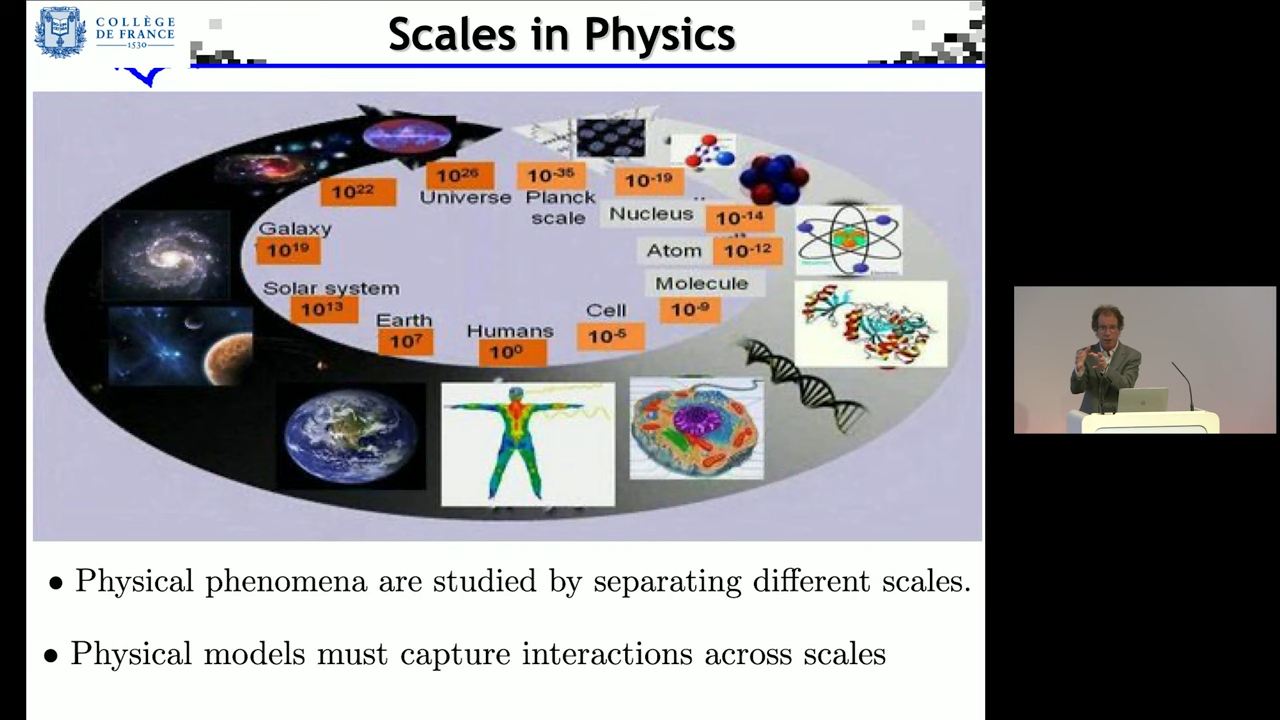 COLLÈGE
DE FRANCE
1530
Scales in Physics
10²⁶
Universe
10⁻³⁵
Planck
scale
10⁻¹⁹
10²²
Nucleus
10⁻¹⁴
Galaxy
10¹⁹
Atom
10⁻¹²
Solar system
10¹³
Molecule
10⁻⁹
Earth
10⁷
Humans
10⁰
Cell
10⁻⁵
• Physical phenomena are studied by separating different scales.
• Physical models must capture interactions across scales